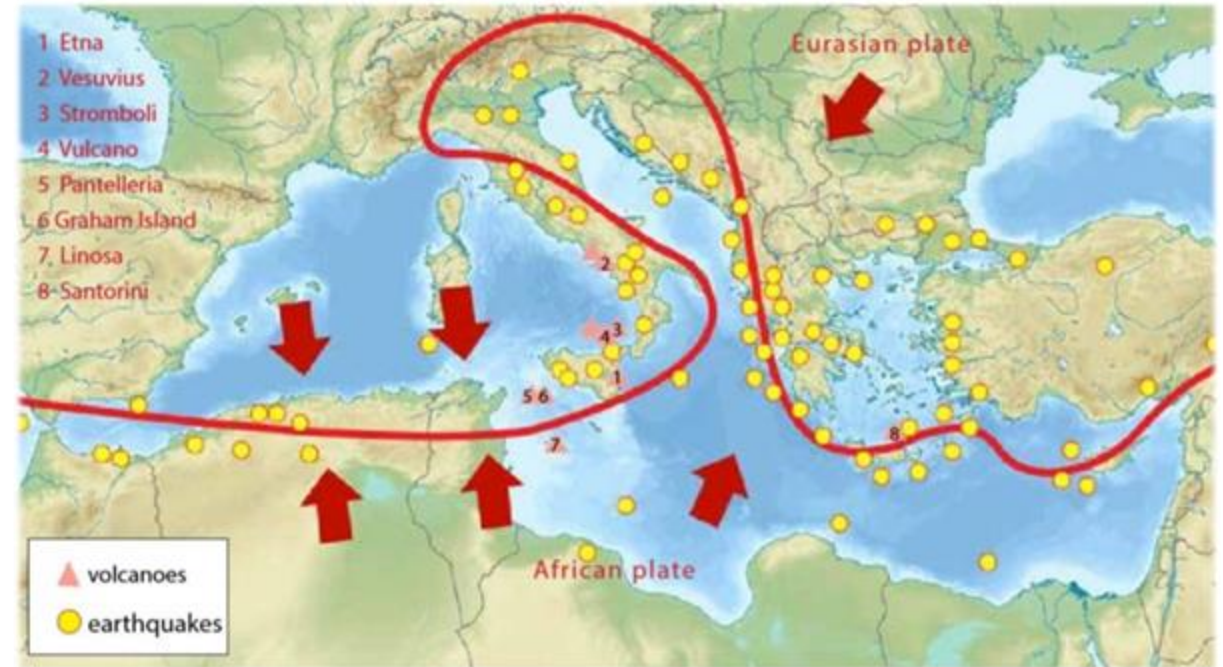 1 Etna
2 Vesuvius
3 Stromboli
4 Vulcano
5 Pantelleria
6 Graham Island
7 Linosa
8 Santorini
Eurasian plate
2
3
4
1
5 6
7
8
African plate
volcanoes
earthquakes